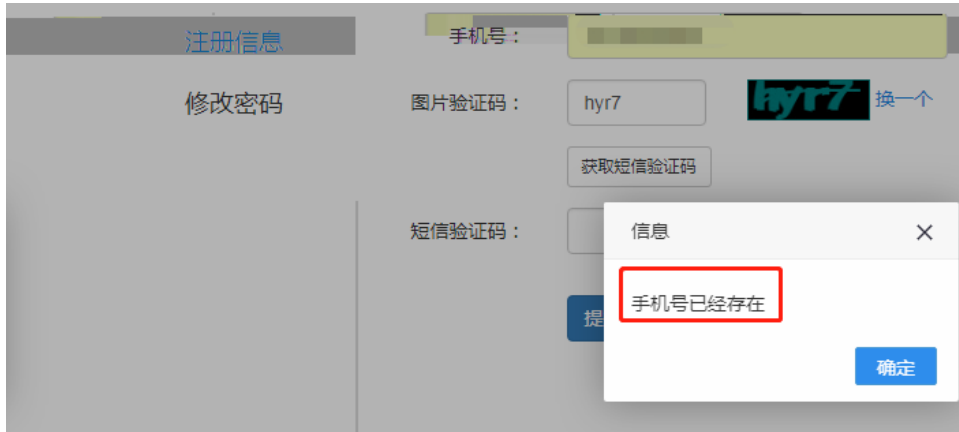 注册信息
手机号：
修改密码
图片验证码：
hyr7
hyr7
换一个
获取短信验证码
短信验证码：
信息
手机号已经存在
提
确定